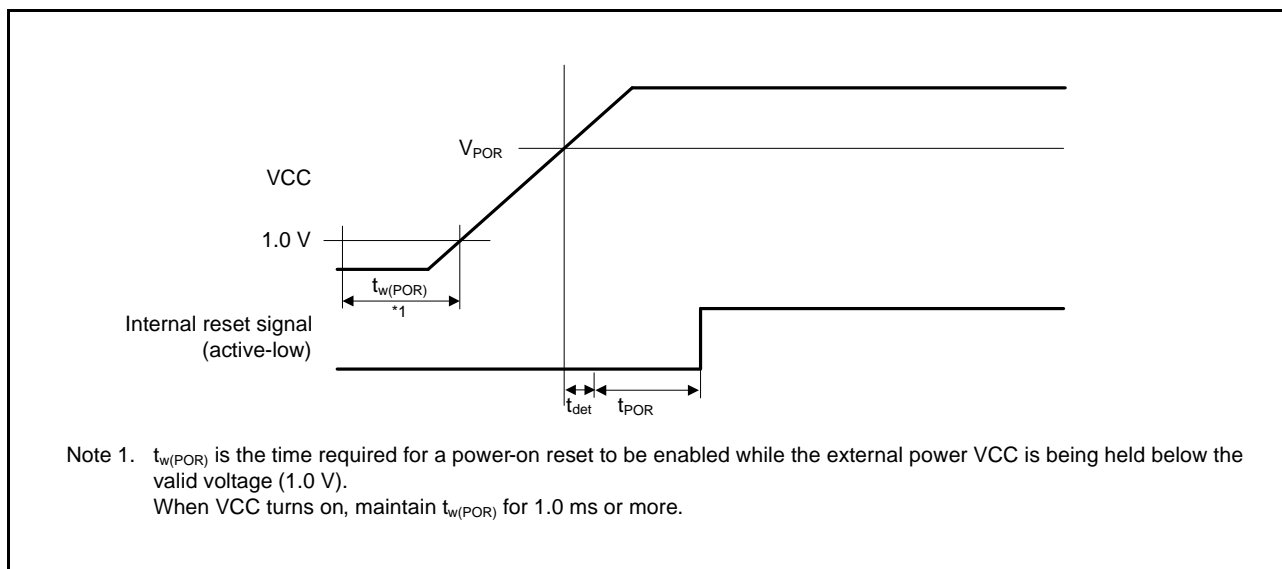 VPOR
VCC
1.0 V
tw(POR)
*1
Internal reset signal
(active-low)
tdet
tPOR
Note 1. tw(POR) is the time required for a power-on reset to be enabled while the external power VCC is being held below the
valid voltage (1.0 V).
When VCC turns on, maintain tw(POR) for 1.0 ms or more.